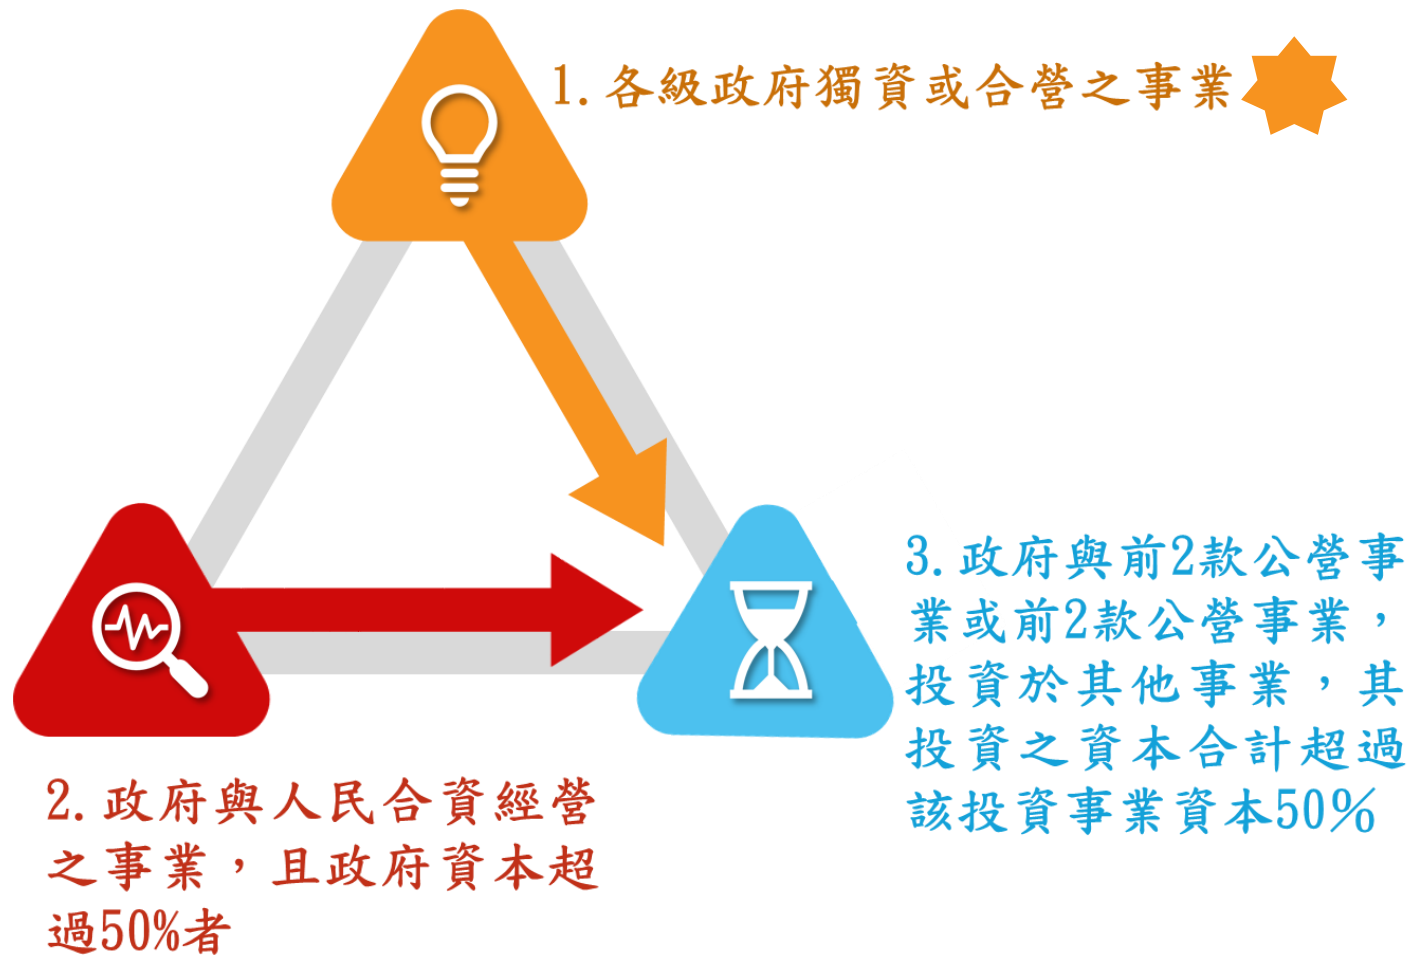 1.各級政府獨資或合營之事業
3.政府與前2款公營事
業或前2款公營事業，
投資於其他事業，其
投資之資本合計超過
該投資事業資本50%
2.政府與人民合資經營
之事業，且政府資本超
過50%者